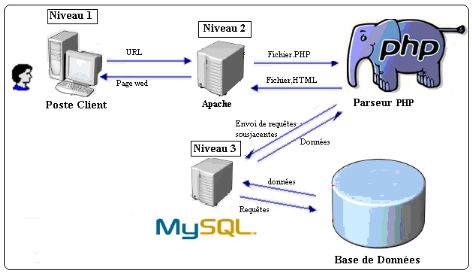 Niveau 1
Niveau 2
URL
Page wed
Fichier.PHP
Fichier,HTML
php
Poste Client
Apache
Parseur PHP
Envoi de requêtes
sousjacentes
Données
Niveau 3
données
Requêtes
MySQL
Base de Données